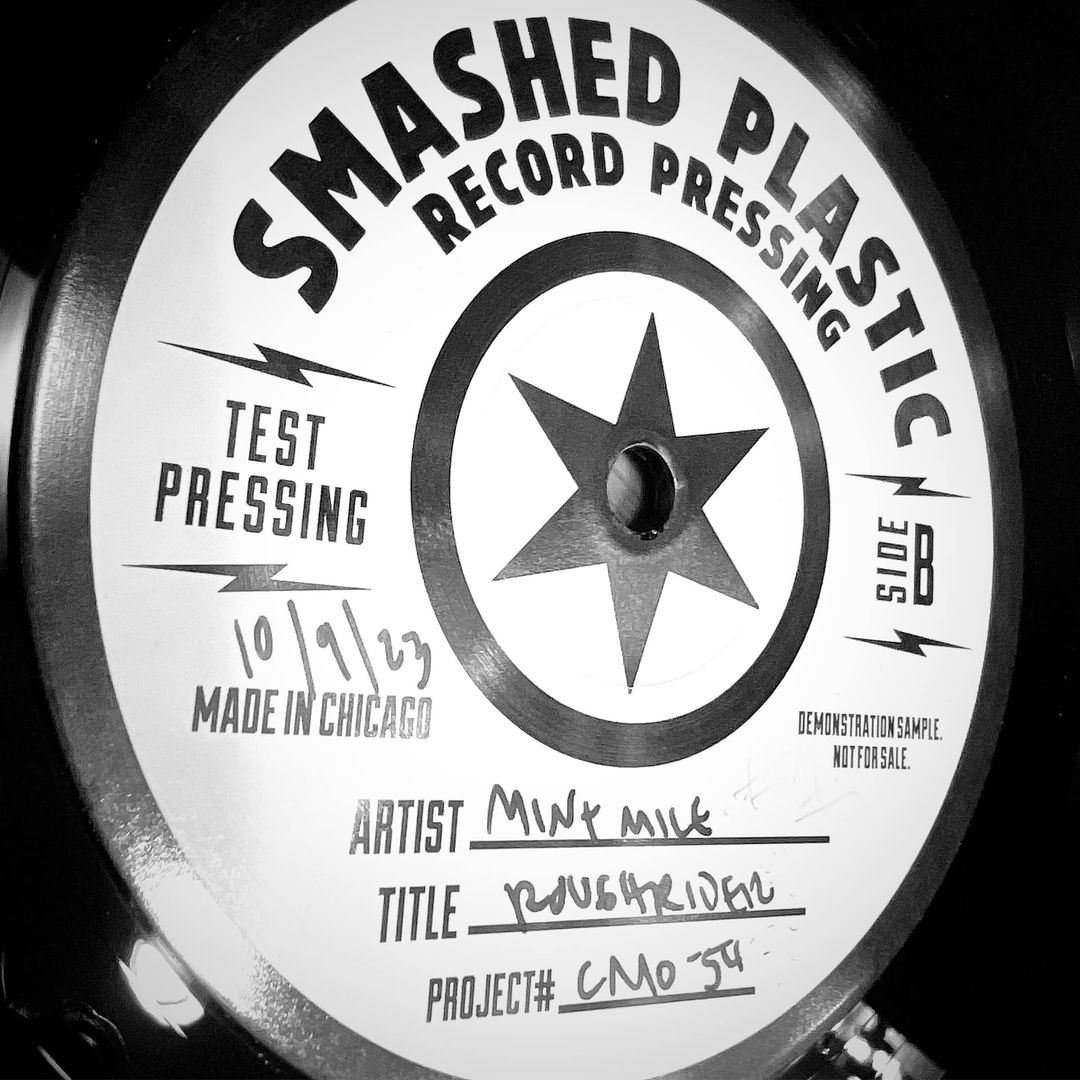 SMASHED PLASTIC
RECORD PRESSING
TEST
PRESSING
10/9/23
MADE IN CHICAGO
SIDE B
DEMONSTRATION SAMPLE.
NOT FOR SALE.
ARTIST MINT MILE
TITLE ROUGHRIDER
PROJECT# CMO-54